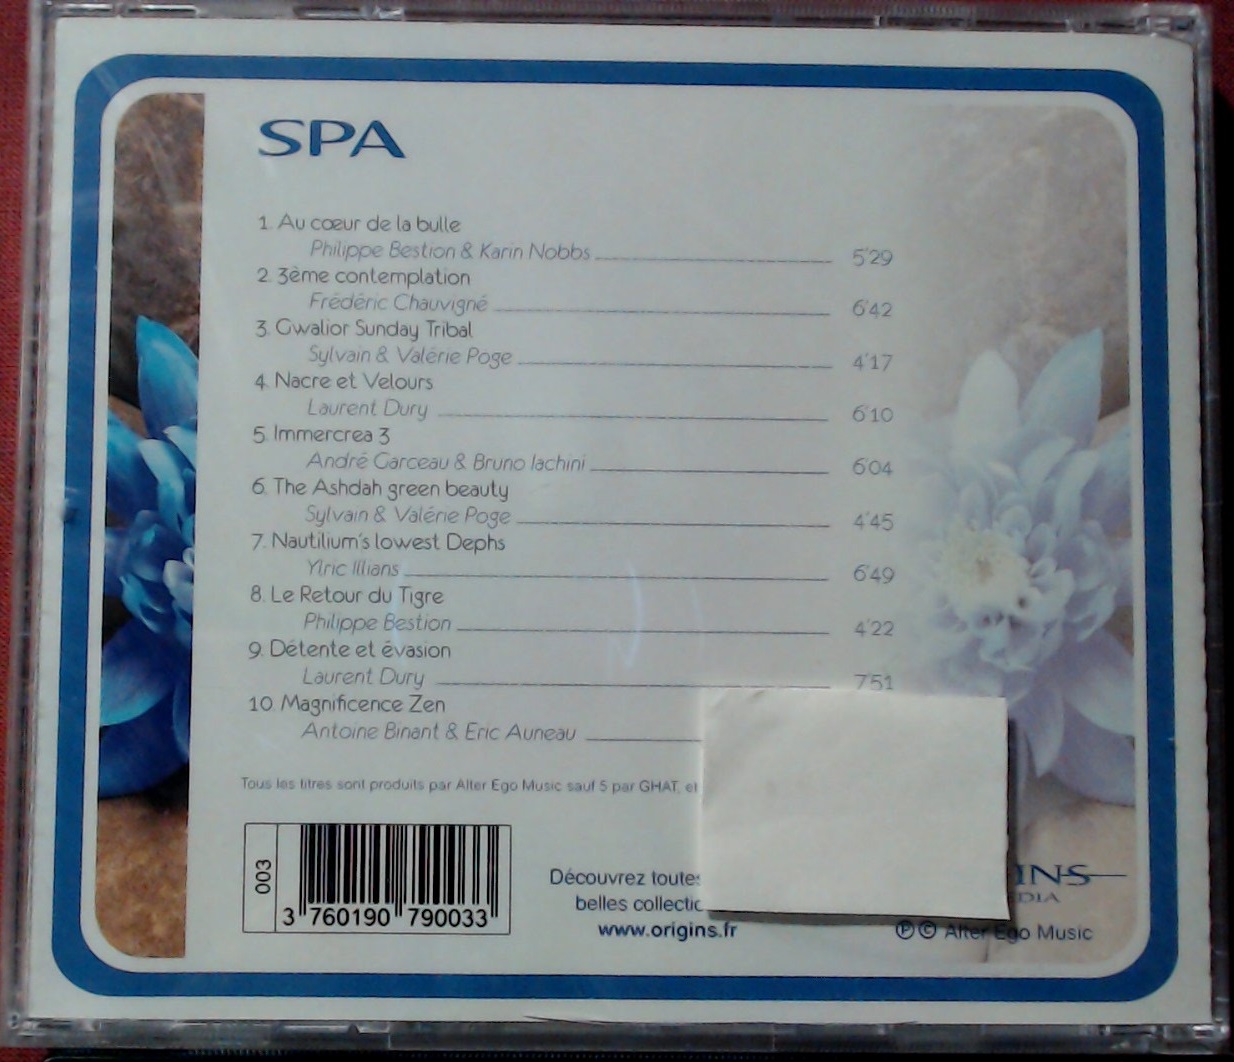 SPA
1. Au cœur de la bulle
Philippe Bestion & Karin Nobbs 5'29
2. 3ème contemplation
Frédéric Chauvigné 6'42
3. Gwalior Sunday Tribal
Sylvain & Valérie Poge 4'17
4. Nacre et Velours
Laurent Dury 6'10
5. Immercrea 3
André Garceau & Bruno Iachini 6'04
6. The Ashdah green beauty
Sylvain & Valérie Poge 4'45
7. Nautilium's lowest Dephs
Ylric Illians 6'49
8. Le Retour du Tigre
Philippe Bestion 4'22
9. Détente et évasion
Laurent Dury 7'51
10. Magnificence Zen
Antoine Binant & Eric Auneau
Tous les titres sont produits par Alter Ego Music sauf 5 par GHAT, et
003
3 760190 790033
Découvrez toutes
belles collectio
www.origins.fr
INS
DIA
℗ © Alter Ego Music